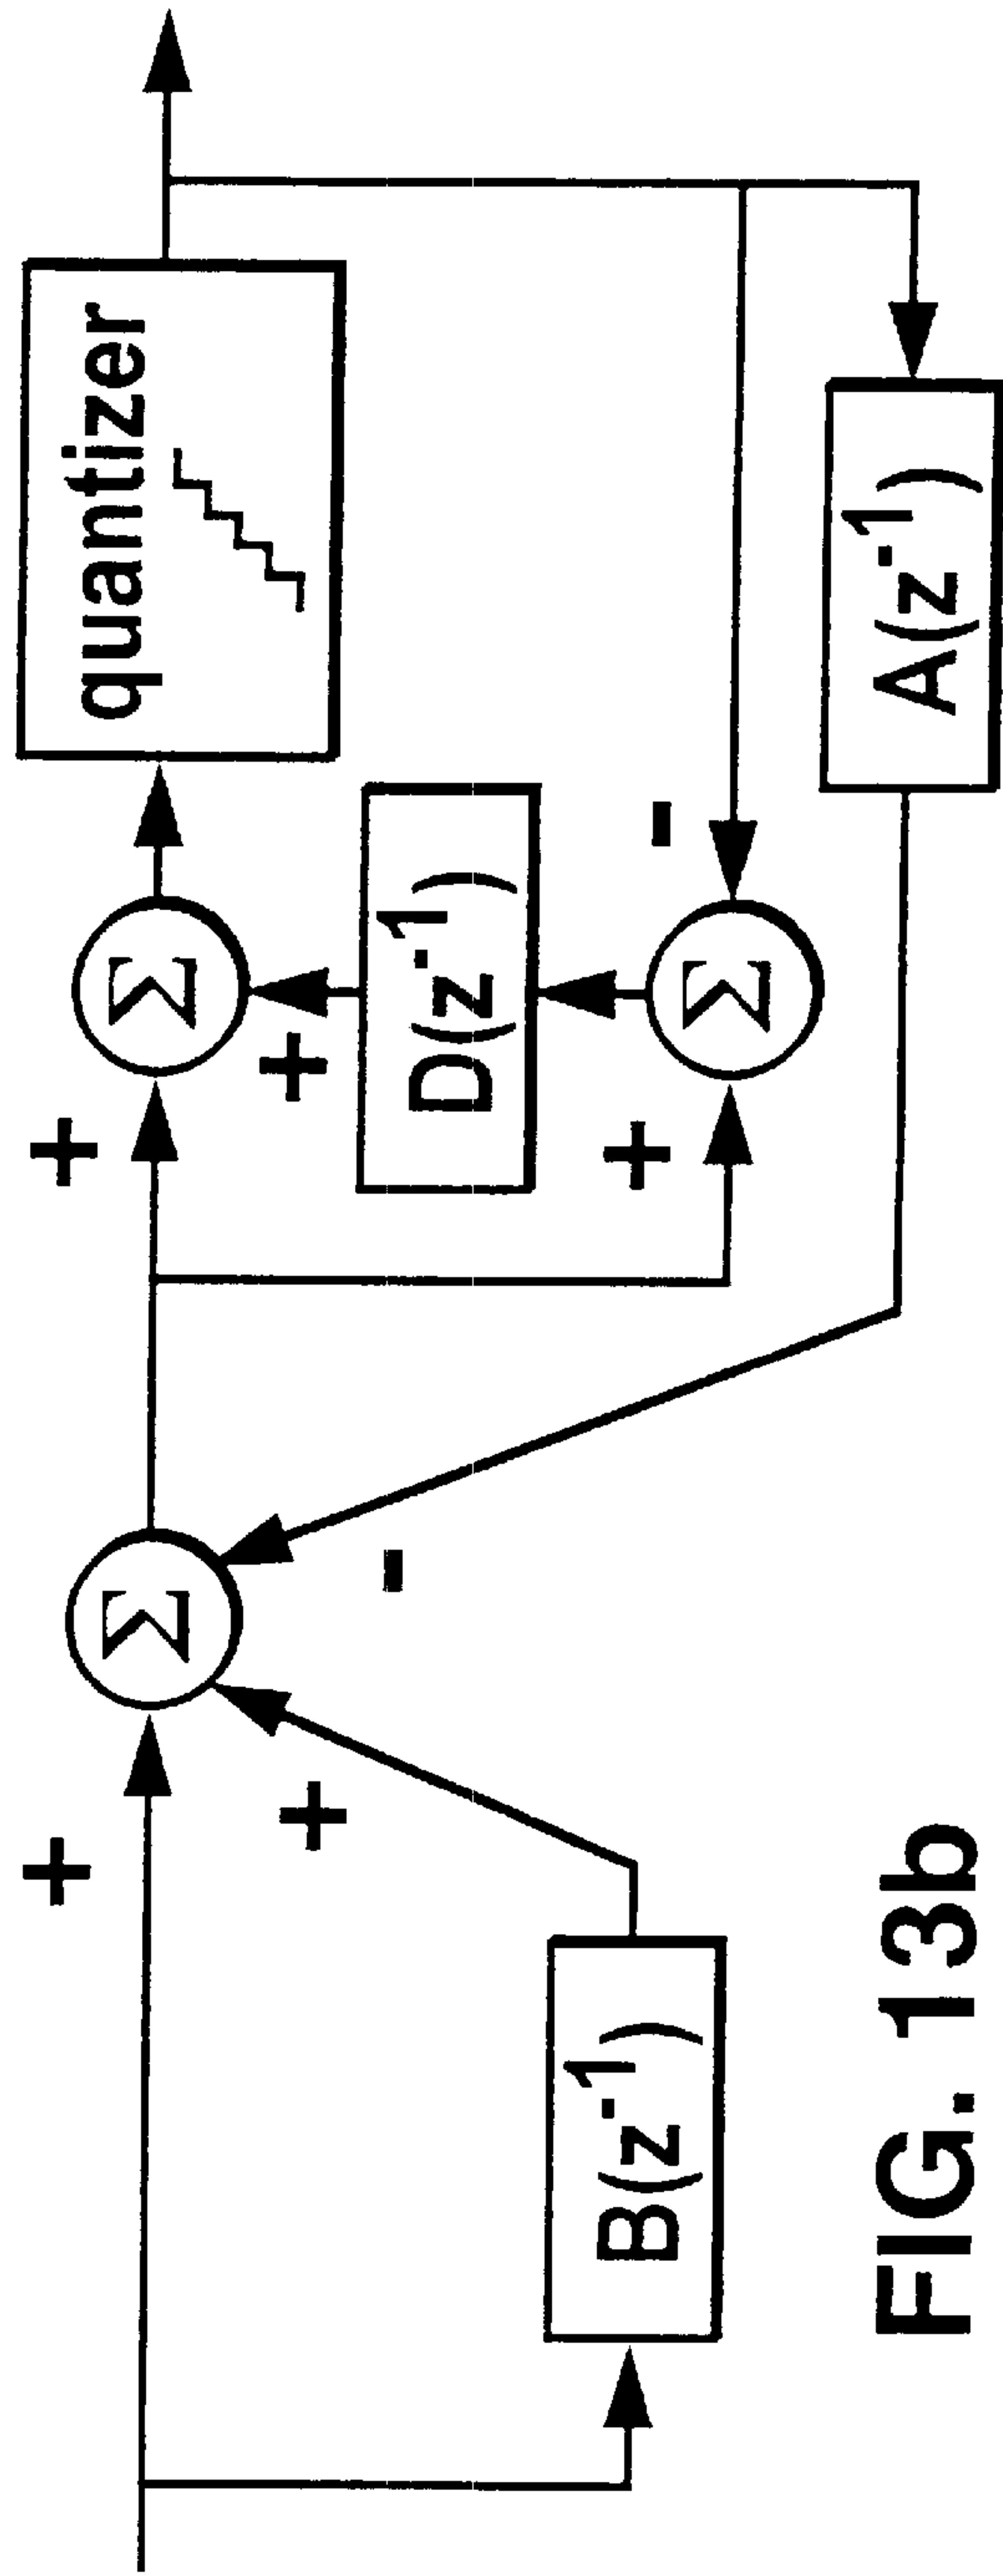 +
Σ
+
Σ
quantizer
+
-
+
D(z⁻¹)
+
Σ
-
B(z⁻¹)
A(z⁻¹)
FIG. 13b